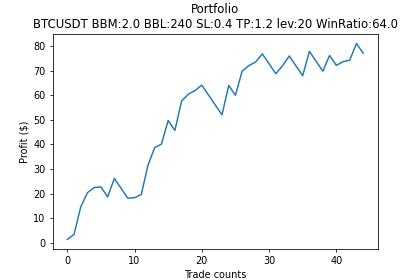 Portfolio
BTCUSDT BBM:2.0 BBL:240 SL:0.4 TP:1.2 lev:20 WinRatio:64.0
80
70
60
50
40
30
20
10
0
Profit ($)
0 10 20 30 40
Trade counts